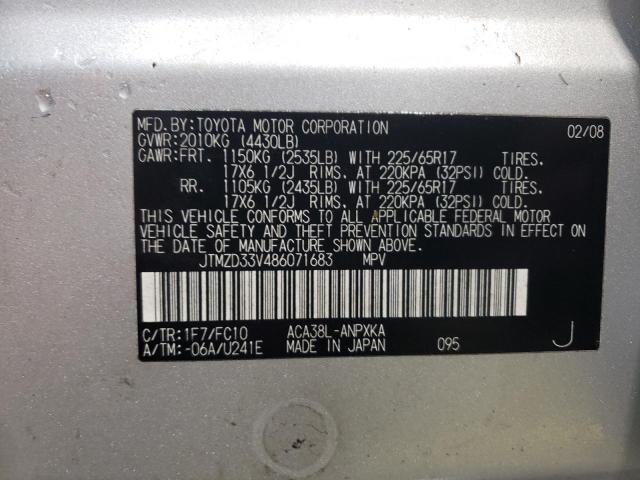 MFD.BY:TOYOTA MOTOR CORPORATION 02/08
GVWR:2010KG (4430LB)
GAWR:FRT. 1150KG (2535LB) WITH 225/65R17 TIRES.
17X6 1/2J RIMS. AT 220KPA (32PSI) COLD.
RR. 1105KG (2435LB) WITH 225/65R17 TIRES.
17X6 1/2J RIMS. AT 220KPA (32PSI) COLD.
THIS VEHICLE CONFORMS TO ALL APPLICABLE FEDERAL MOTOR
VEHICLE SAFETY AND THEFT PREVENTION STANDARDS IN EFFECT ON
THE DATE OF MANUFACTURE SHOWN ABOVE.
JTMZD33V486071683 MPV
C/TR:1F7/FC10 ACA38L-ANPXKA
A/TM:-06A/U241E MADE IN JAPAN 095 J